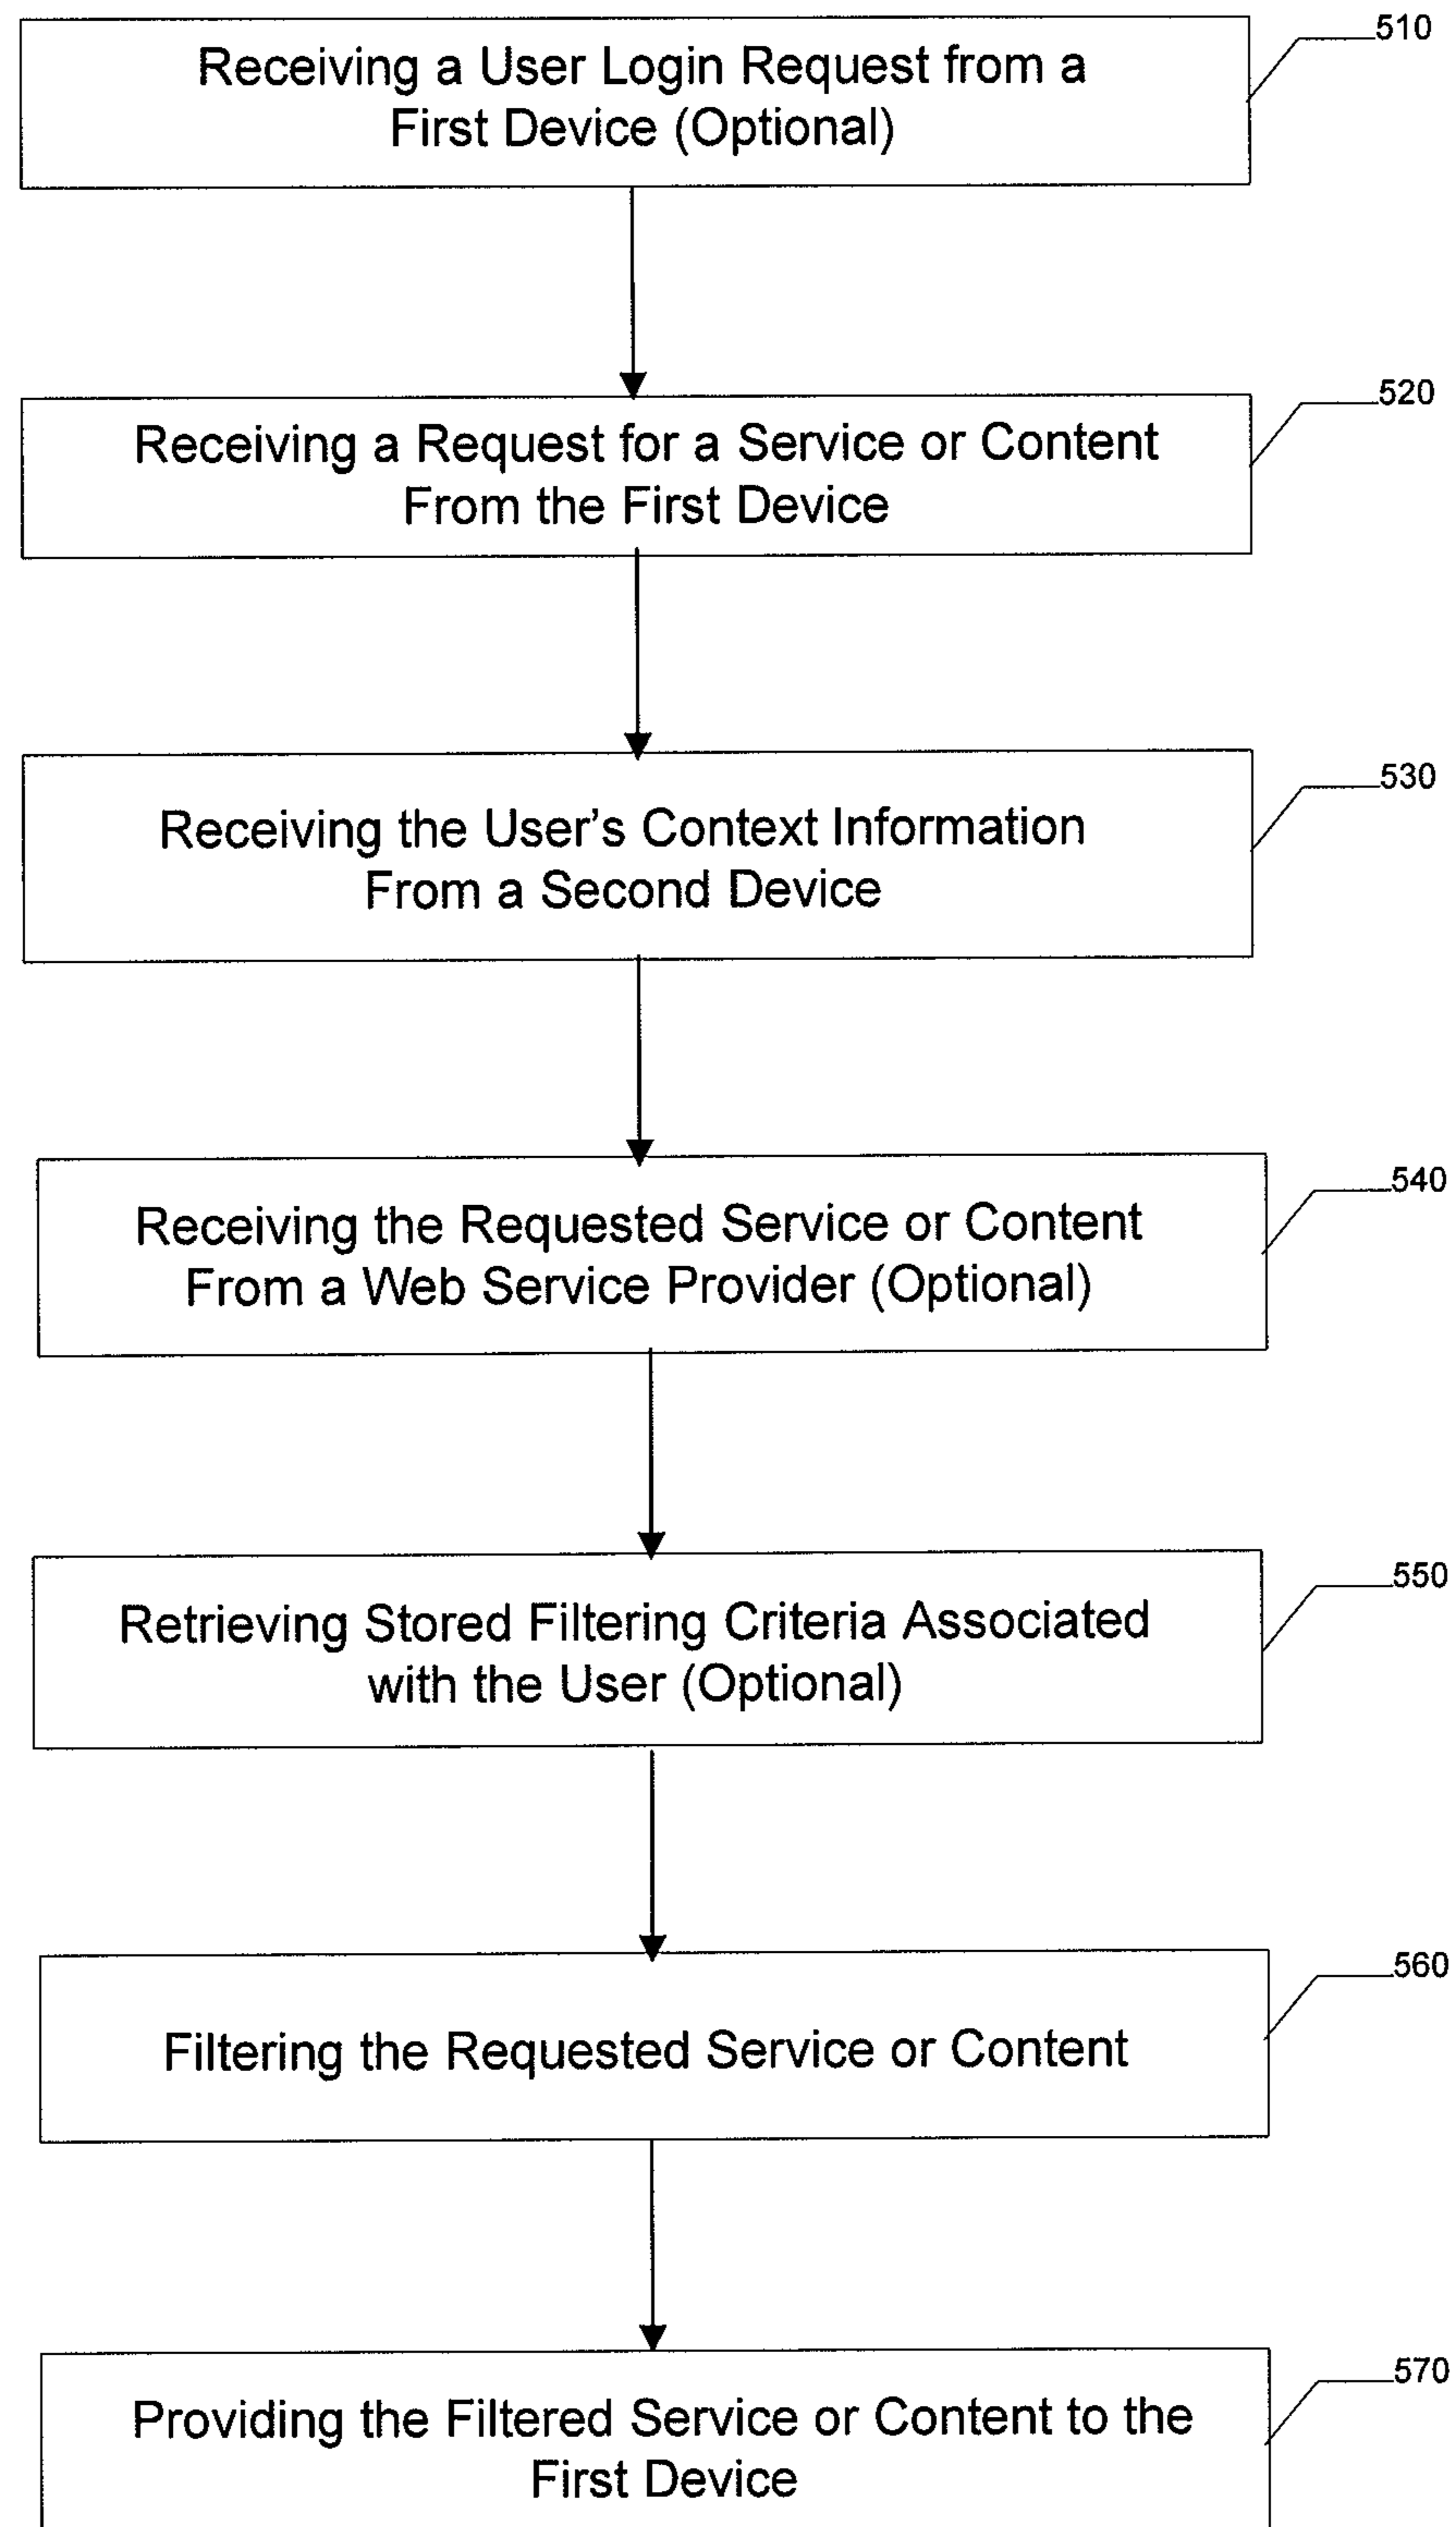 510
Receiving a User Login Request from a
First Device (Optional)
520
Receiving a Request for a Service or Content
From the First Device
530
Receiving the User's Context Information
From a Second Device
540
Receiving the Requested Service or Content
From a Web Service Provider (Optional)
550
Retrieving Stored Filtering Criteria Associated
with the User (Optional)
560
Filtering the Requested Service or Content
570
Providing the Filtered Service or Content to the
First Device